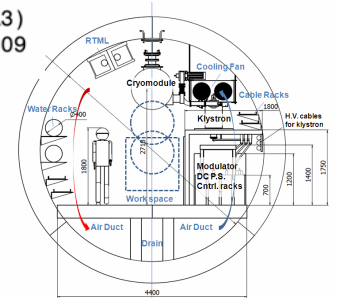 3)
09
RTML
Cryomodule
Cooling Fan
Cable Racks
1800
Water Racks
Klystron
H.V. cables
for klystron
1800
2715
Modulator
DC P.S.
Cntrl. racks
Work space
700
1200
1400
1750
Air Duct
Air Duct
Drain
4400